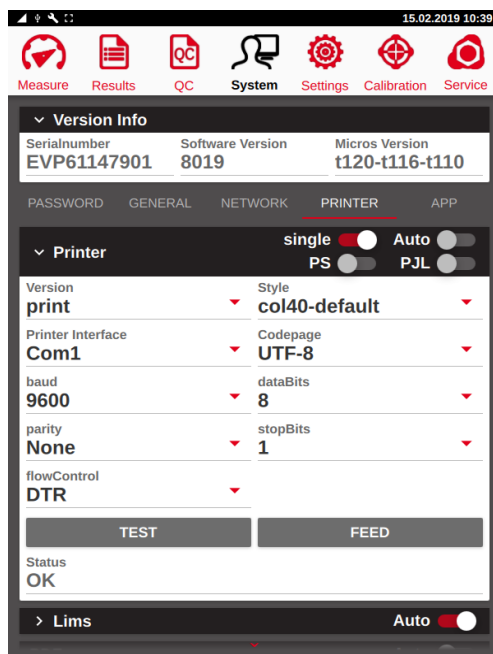 15.02.2019 10:39
Measure Results QC System Settings Calibration Service
QC
Version Info
Serialnumber Software Version Micros Version
EVP61147901 8019 t120-t116-t110
PASSWORD GENERAL NETWORK PRINTER APP
Printer single Auto
PS PJL
Version Style
print col40-default
Printer Interface Codepage
Com1 UTF-8
baud dataBits
9600 8
parity stopBits
None 1
flowControl
DTR
TEST FEED
Status
OK
Lims Auto